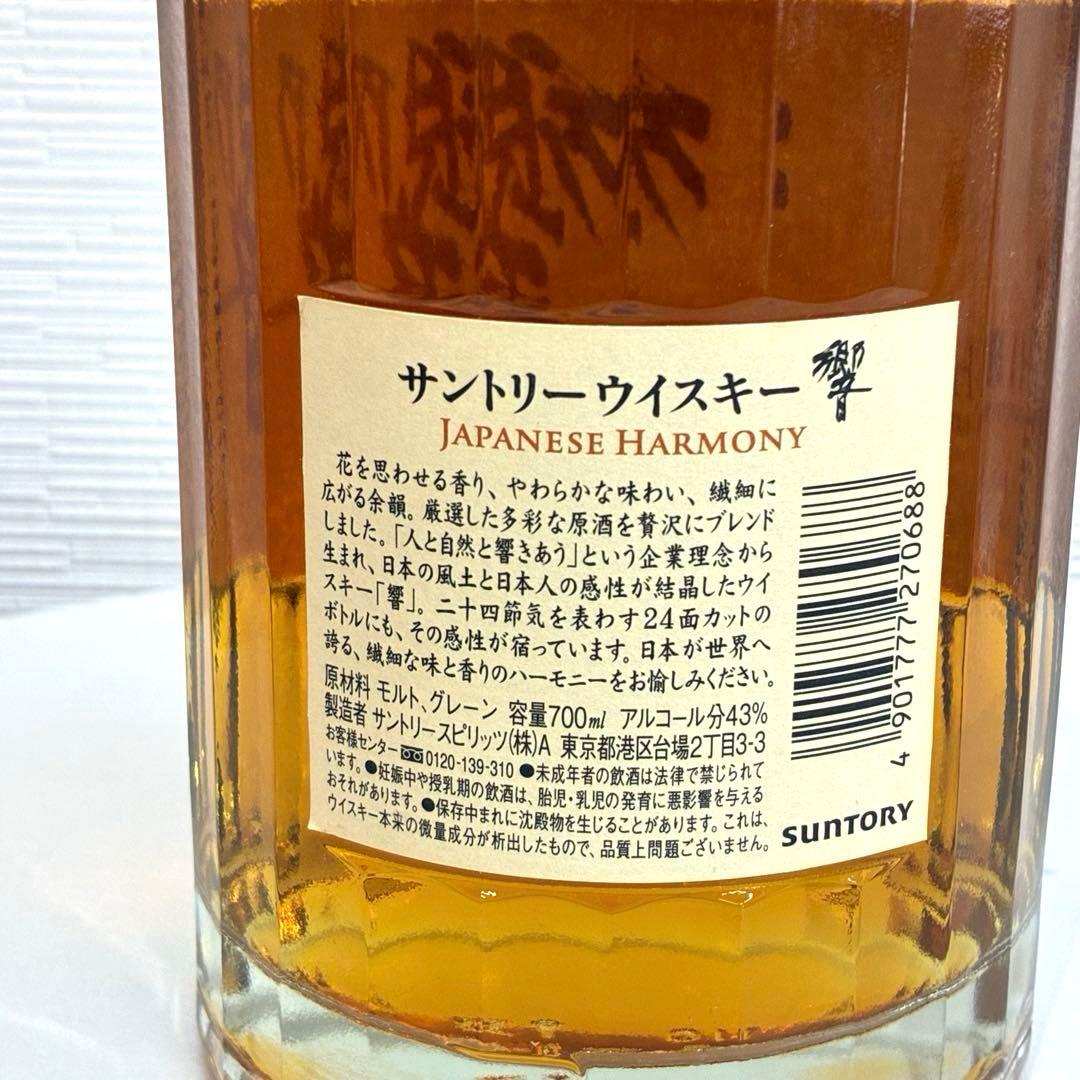 サントリーウイスキー 響
JAPANESE HARMONY
花を思わせる香り、やわらかな味わい、繊細に
広がる余韻。厳選した多彩な原酒を贅沢にブレンド
しました。「人と自然と響きあう」という企業理念から
生まれ、日本の風土と日本人の感性が結晶したウイ
スキー「響」。二十四節気を表わす24面カットの
ボトルにも、その感性が宿っています。日本が世界へ
誇る、繊細な味と香りのハーモニーをお愉しみください。
原材料 モルト、グレーン 容量700ml アルコール分43%
製造者 サントリースピリッツ(株)A 東京都港区台場2丁目3-3
お客様センター 0120-139-310 ●未成年者の飲酒は法律で禁じられて
います。●妊娠中や授乳期の飲酒は、胎児・乳児の発育に悪影響を与える
おそれがあります。●保存中まれに沈殿物を生じることがあります。これは、
ウイスキー本来の微量成分が析出したもので、品質上問題ございません。
SUNTORY
4 901777 270688